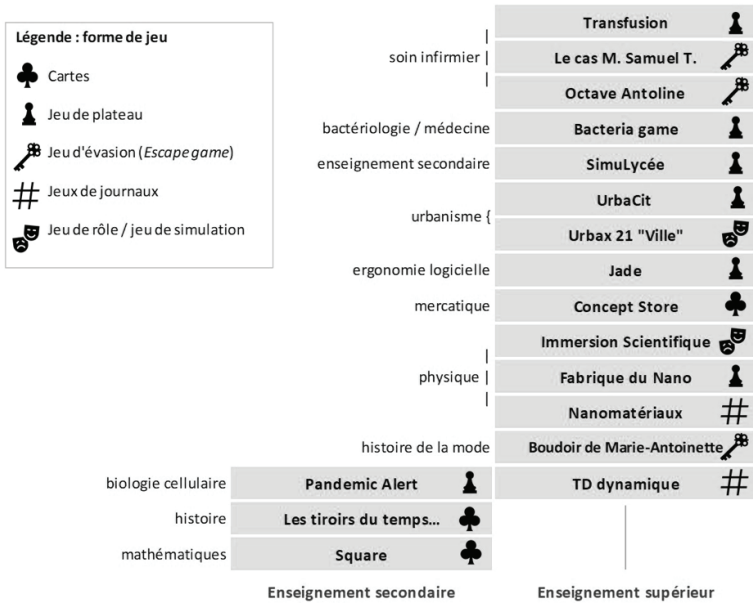 Légende : forme de jeu
Cartes
Jeu de plateau
Jeu d'évasion (Escape game)
Jeux de journaux
Jeu de rôle / jeu de simulation
soin infirmier
Transfusion
Le cas M. Samuel T.
Octave Antoline
bactériologie / médecine
Bacteria game
enseignement secondaire
SimuLycée
urbanisme {
UrbaCit
Urbax 21 "Ville"
ergonomie logicielle
Jade
mercatique
Concept Store
physique
Immersion Scientifique
Fabrique du Nano
Nanomatériaux
histoire de la mode
Boudoir de Marie-Antoinette
biologie cellulaire
Pandemic Alert
TD dynamique
histoire
Les tiroirs du temps...
mathématiques
Square
Enseignement secondaire
Enseignement supérieur